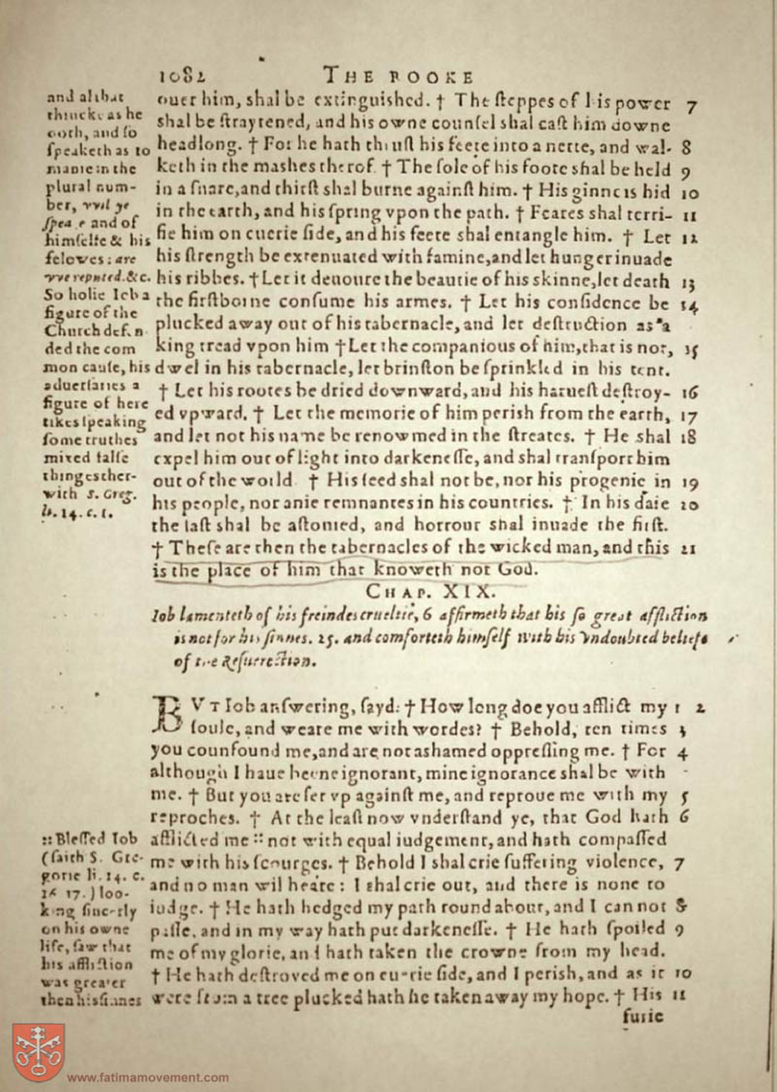 1082 THE BOOKE
and al that
thincke as he
doth, and ſo
ſpeaketh as to
manie in the
plural num-
ber, vvil ye
ſpea e and of
himſelfe & his
felowes: are
vve reputed. &c.
So holie Iob a
figure of the
Church defen
ded the com
mon cauſe, his
aduerſaries a
figure of here
tikes ſpeaking
ſome truthes
mixed falſe
thinges ther-
with S. Greg.
li. 14. c. 1.
ouer him, shal be extinguished. † The ſteppes of his power 7
shal be ſtraytened, and his owne counſel shal caſt him downe
headlong. † For he hath thruſt his feete into a nette, and wal- 8
keth in the mashes therof. † The ſole of his foote shal be held 9
in a ſnare, and thirſt shal burne againſt him. † His ginne is hid 10
in the earth, and his ſpring vpon the path. † Feares shal terri- 11
fie him on euerie ſide, and his feete shal entangle him. † Let 12
his ſtrength be extenuated with famine, and let hunger inuade
his ribbes. † Let it deuoure the beautie of his skinne, let death 13
the firſtborne conſume his armes. † Let his confidence be 14
plucked away out of his tabernacle, and let deſtruction as a
king tread vpon him † Let the companious of him, that is not, 15
dwel in his tabernacle, let brinſton be ſprinkled in his tent.
† Let his rootes be dried downward, and his harueſt deſtroy- 16
ed vpward. † Let the memorie of him perish from the earth, 17
and let not his name be renowmed in the ſtreates. † He shal 18
expel him out of light into darkeneſſe, and shal tranſport him
out of the world † His ſeed shal not be, nor his progenie in 19
his people, nor anie remnantes in his countries. † In his daie 20
the laſt shal be aſtonied, and horrour shal inuade the firſt.
† Theſe are then the tabernacles of the wicked man, and this 21
is the place of him that knoweth not God.
CHAP. XIX.
Iob lamenteth of his freindes crueltie, 6 affirmeth that his ſo great affliction
is not for his ſinnes. 25. and comforteth himſelf with his vndoubted beliefe
of the Reſurrection.
BVT Iob anſwering, ſayd: † How long doe you afflict my 1 2
ſoule, and weare me with wordes? † Behold, ten times 3
you counfound me, and are not ashamed oppreſſing me. † For 4
although I haue beene ignorant, mine ignorance shal be with
me. † But you are ſet vp againſt me, and reproue me with my 5
reproches. † At the leaſt now vnderſtand ye, that God hath 6
afflicted me :: not with equal iudgement, and hath compaſſed
me with his ſcourges. † Behold I shal crie ſuffering violence, 7
and no man wil heare: I shal crie out, and there is none to
iudge. † He hath hedged my path round about, and I can not 8
paſſe, and in my way hath put darkeneſſe. † He hath ſpoiled 9
me of my glorie, and hath taken the crowne from my head.
† He hath deſtroyed me on euerie ſide, and I perish, and as it 10
were from a tree plucked hath he taken away my hope. † His 11
furie
:: Bleſſed Iob
(ſaith S. Gre-
gorie li. 14. c.
16 17.) loo-
king ſincerly
on his owne
life, ſaw that
his affliction
was greater
then his ſinnes
www.fatimamovement.com